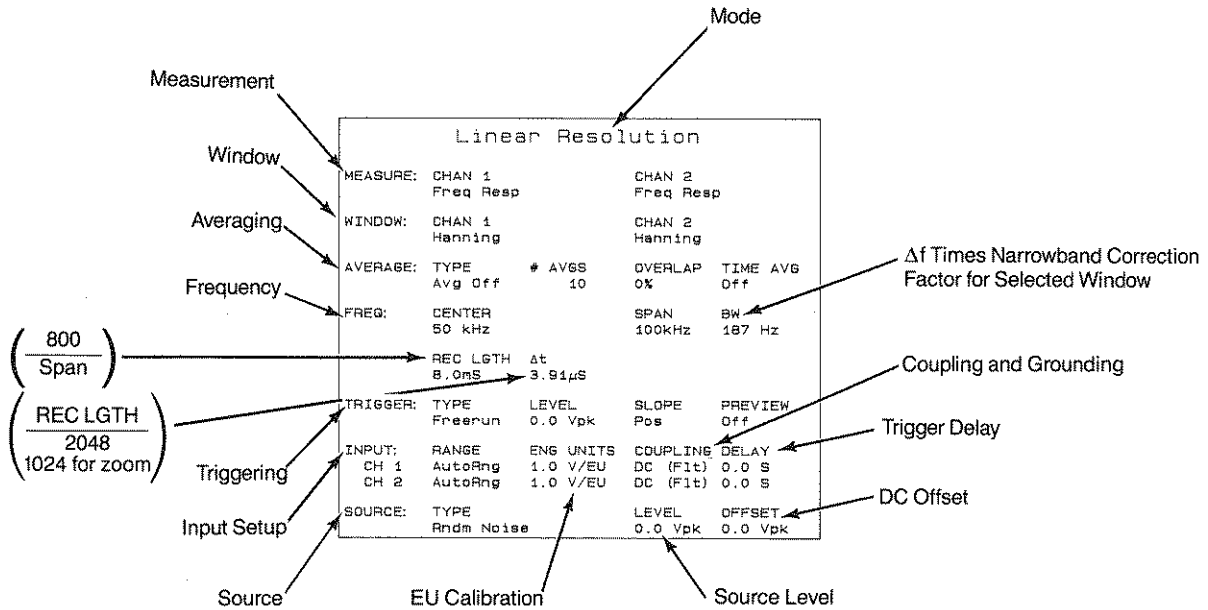 Mode
Measurement
Linear Resolution
Window
MEASURE: CHAN 1 CHAN 2
Freq Resp Freq Resp
Averaging
WINDOW: CHAN 1 CHAN 2
Hanning Hanning
Frequency
AVERAGE: TYPE # AVGS OVERLAP TIME AVG
Avg Off 10 0% Off
Δf Times Narrowband Correction
Factor for Selected Window
FREQ: CENTER SPAN BW
50 kHz 100kHz 187 Hz
800
Span
REC LGTH Δt
8.0mS 3.91µS
Coupling and Grounding
REC LGTH
2048
1024 for zoom
TRIGGER: TYPE LEVEL SLOPE PREVIEW
Freerun 0.0 Vpk Pos Off
Trigger Delay
Triggering
INPUT: RANGE ENG UNITS COUPLING DELAY
CH 1 AutoRng 1.0 V/EU DC (Flt) 0.0 S
CH 2 AutoRng 1.0 V/EU DC (Flt) 0.0 S
DC Offset
Input Setup
SOURCE: TYPE LEVEL OFFSET
Rndm Noise 0.0 Vpk 0.0 Vpk
Source
EU Calibration
Source Level